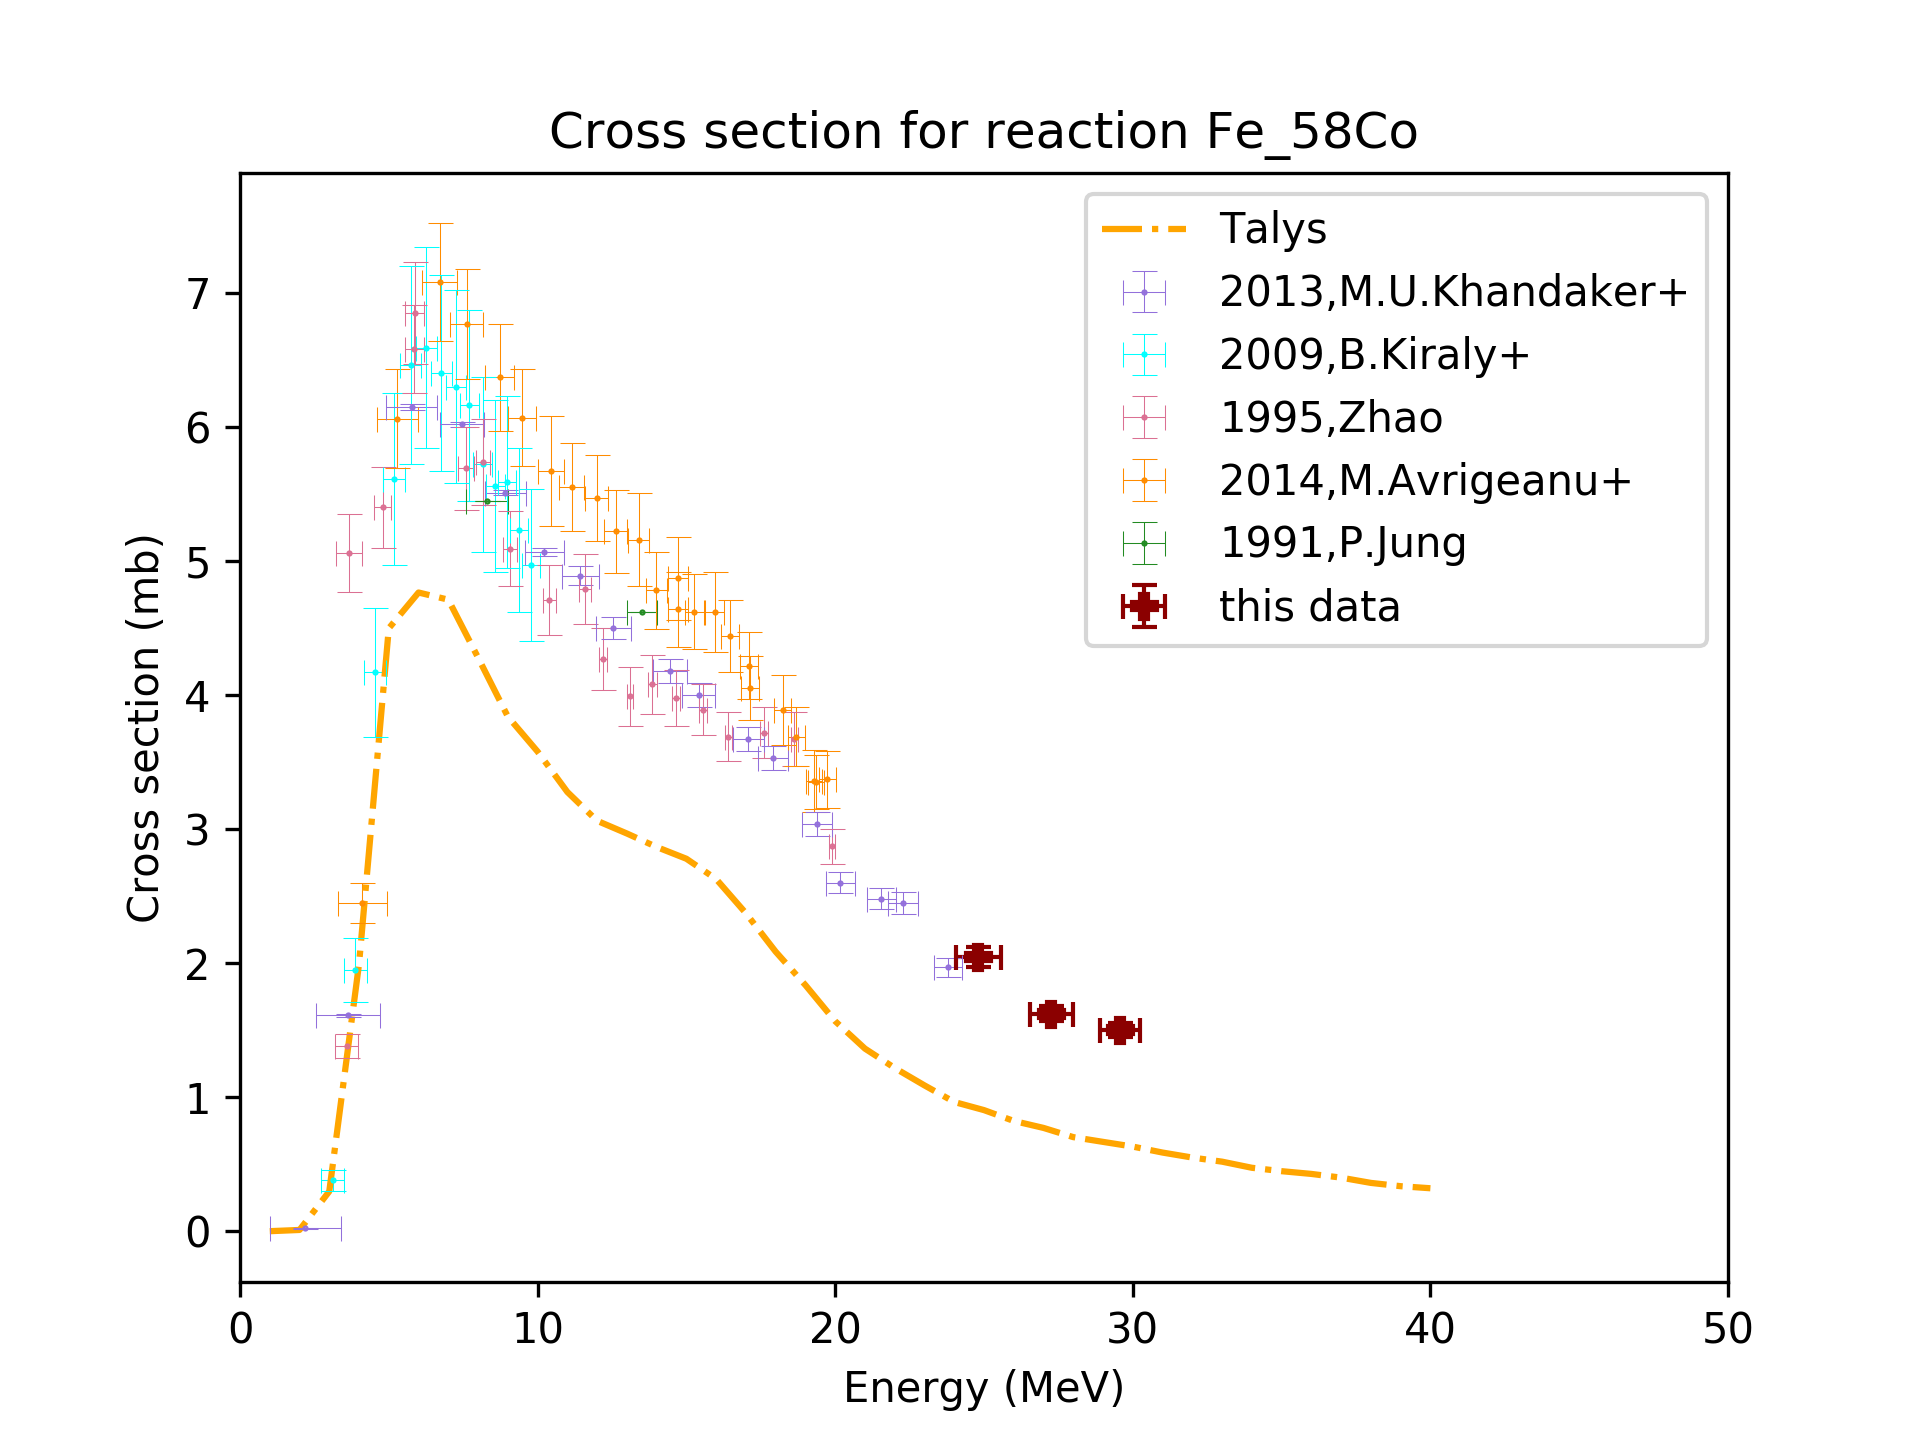 Cross section for reaction Fe_58Co
Talys
2013,M.U.Khandaker+
2009,B.Kiraly+
1995,Zhao
2014,M.Avrigeanu+
1991,P.Jung
this data
Cross section (mb)
7
6
5
4
3
2
1
0
0 10 20 30 40 50
Energy (MeV)